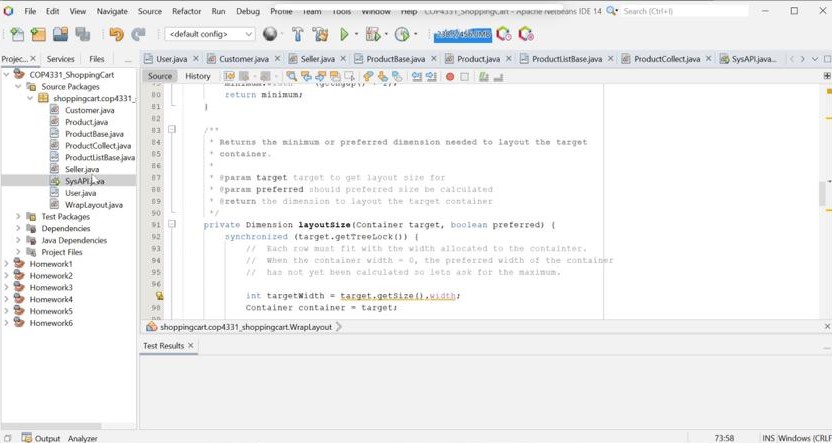 File Edit View Navigate Source Refactor Run Debug Profile Team Tools Window Help COP4331_ShoppingCart - Apache NetBeans IDE 14 Search (Ctrl+I)
<default config>
Projec... Services Files
User.java Customer.java Seller.java ProductBase.java Product.java ProductListBase.java ProductCollect.java SysAPI.java...
Source History
COP4331_ShoppingCart
Source Packages
shoppingcart.cop4331_
Customer.java
Product.java
ProductBase.java
ProductCollect.java
ProductListBase.java
Seller.java
SysAPI.java
User.java
WrapLayout.java
Test Packages
Dependencies
Java Dependencies
Project Files
Homework1
Homework2
Homework3
Homework4
Homework5
Homework6
80 return minimum;
81 }
82
83 /**
84 * Returns the minimum or preferred dimension needed to layout the target
85 * container.
86 *
87 * @param target target to get layout size for
88 * @param preferred should preferred size be calculated
89 * @return the dimension to layout the target container
90 */
91 private Dimension layoutSize(Container target, boolean preferred) {
92 synchronized (target.getTreeLock()) {
93 // Each row must fit with the width allocated to the containter.
94 // When the container width = 0, the preferred width of the container
95 // has not yet been calculated so lets ask for the maximum.
96
int targetWidth = target.getSize().width;
98 Container container = target;
shoppingcart.cop4331_shoppingcart.WrapLayout
Test Results
Output Analyzer
73:58 INS Windows (CRLF